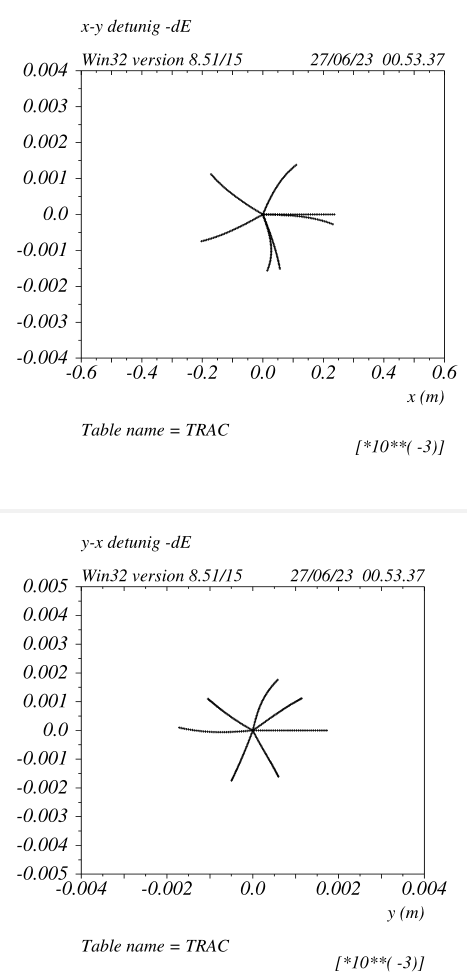 x-y detunig -dE
Win32 version 8.51/15 27/06/23 00.53.37
0.004
0.003
0.002
0.001
0.0
-0.001
-0.002
-0.003
-0.004
-0.6 -0.4 -0.2 0.0 0.2 0.4 0.6
x (m)
Table name = TRAC
[*10**( -3)]
y-x detunig -dE
Win32 version 8.51/15 27/06/23 00.53.37
0.005
0.004
0.003
0.002
0.001
0.0
-0.001
-0.002
-0.003
-0.004
-0.005
-0.004 -0.002 0.0 0.002 0.004
y (m)
Table name = TRAC
[*10**( -3)]